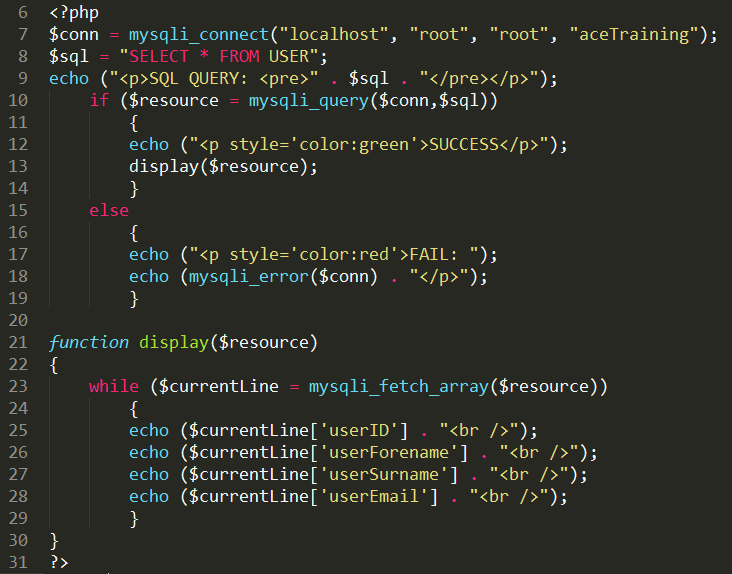 6 <?php
7 $conn = mysqli_connect("localhost", "root", "root", "aceTraining");
8 $sql = "SELECT * FROM USER";
9 echo ("<p>SQL QUERY: <pre>" . $sql . "</pre></p>");
10     if ($resource = mysqli_query($conn,$sql))
11         {
12         echo ("<p style='color:green'>SUCCESS</p>");
13         display($resource);
14         }
15     else
16         {
17         echo ("<p style='color:red'>FAIL: ");
18         echo (mysqli_error($conn) . "</p>");
19         }
20
21 function display($resource)
22 {
23     while ($currentLine = mysqli_fetch_array($resource))
24         {
25         echo ($currentLine['userID'] . "<br />");
26         echo ($currentLine['userForename'] . "<br />");
27         echo ($currentLine['userSurname'] . "<br />");
28         echo ($currentLine['userEmail'] . "<br />");
29         }
30 }
31 ?>